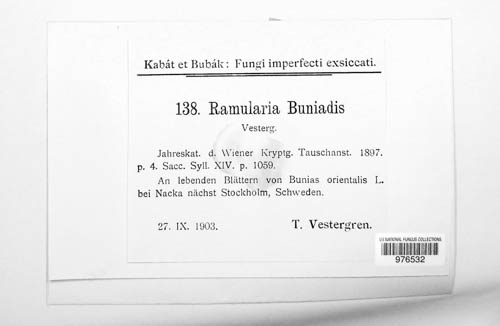 Kabát et Bubák: Fungi imperfecti exsiccati.
138. Ramularia Buniadis
Vesterg.
Jahreskat. d. Wiener Kryptg. Tauschanst. 1897.
p. 4. Sacc. Syll. XIV. p. 1059.
An lebenden Blättern von Bunias orientalis L.
bei Nacka nächst Stockholm, Schweden.
27. IX. 1903. T. Vestergren.
US NATIONAL FUNGUS COLLECTIONS
976532